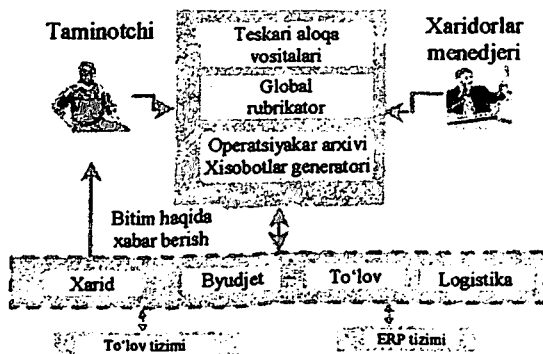 Taminotchi
Teskari aloqa
vositalari
Global
rubrikator
Operatsiyakar arxivi
Xisobotlar generatori
Xaridorlar
menedjeri
Bitim haqida
xabar berish
Xarid
Byudjet
To‘lov
Logistika
To‘lov tizimi
ERP tizimi